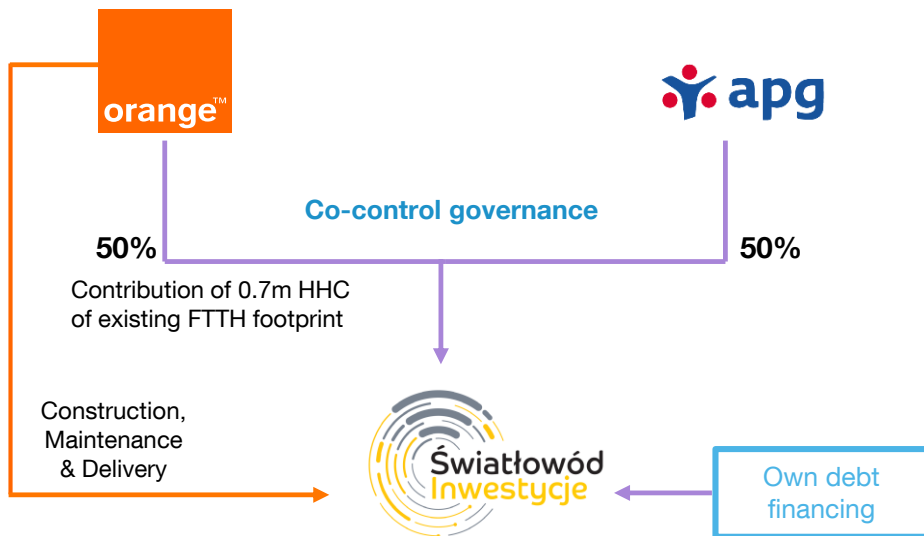 orange™
apg
Co-control governance
50%
50%
Contribution of 0.7m HHC
of existing FTTH footprint
Construction,
Maintenance
& Delivery
Światłowód
Inwestycje
Own debt
financing